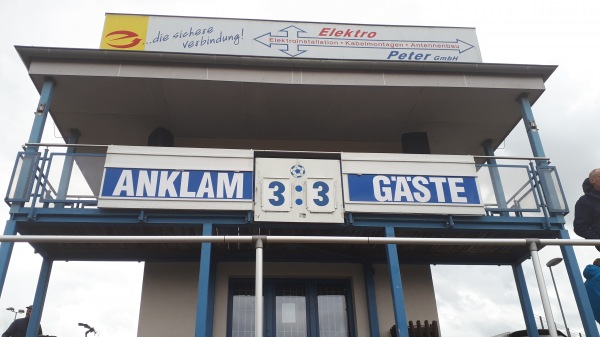 ...die sichere
Verbindung!
Elektro
Elektroinstallation • Kabelmontagen • Antennenbau
Peter GmbH
ANKLAM 3:3 GÄSTE